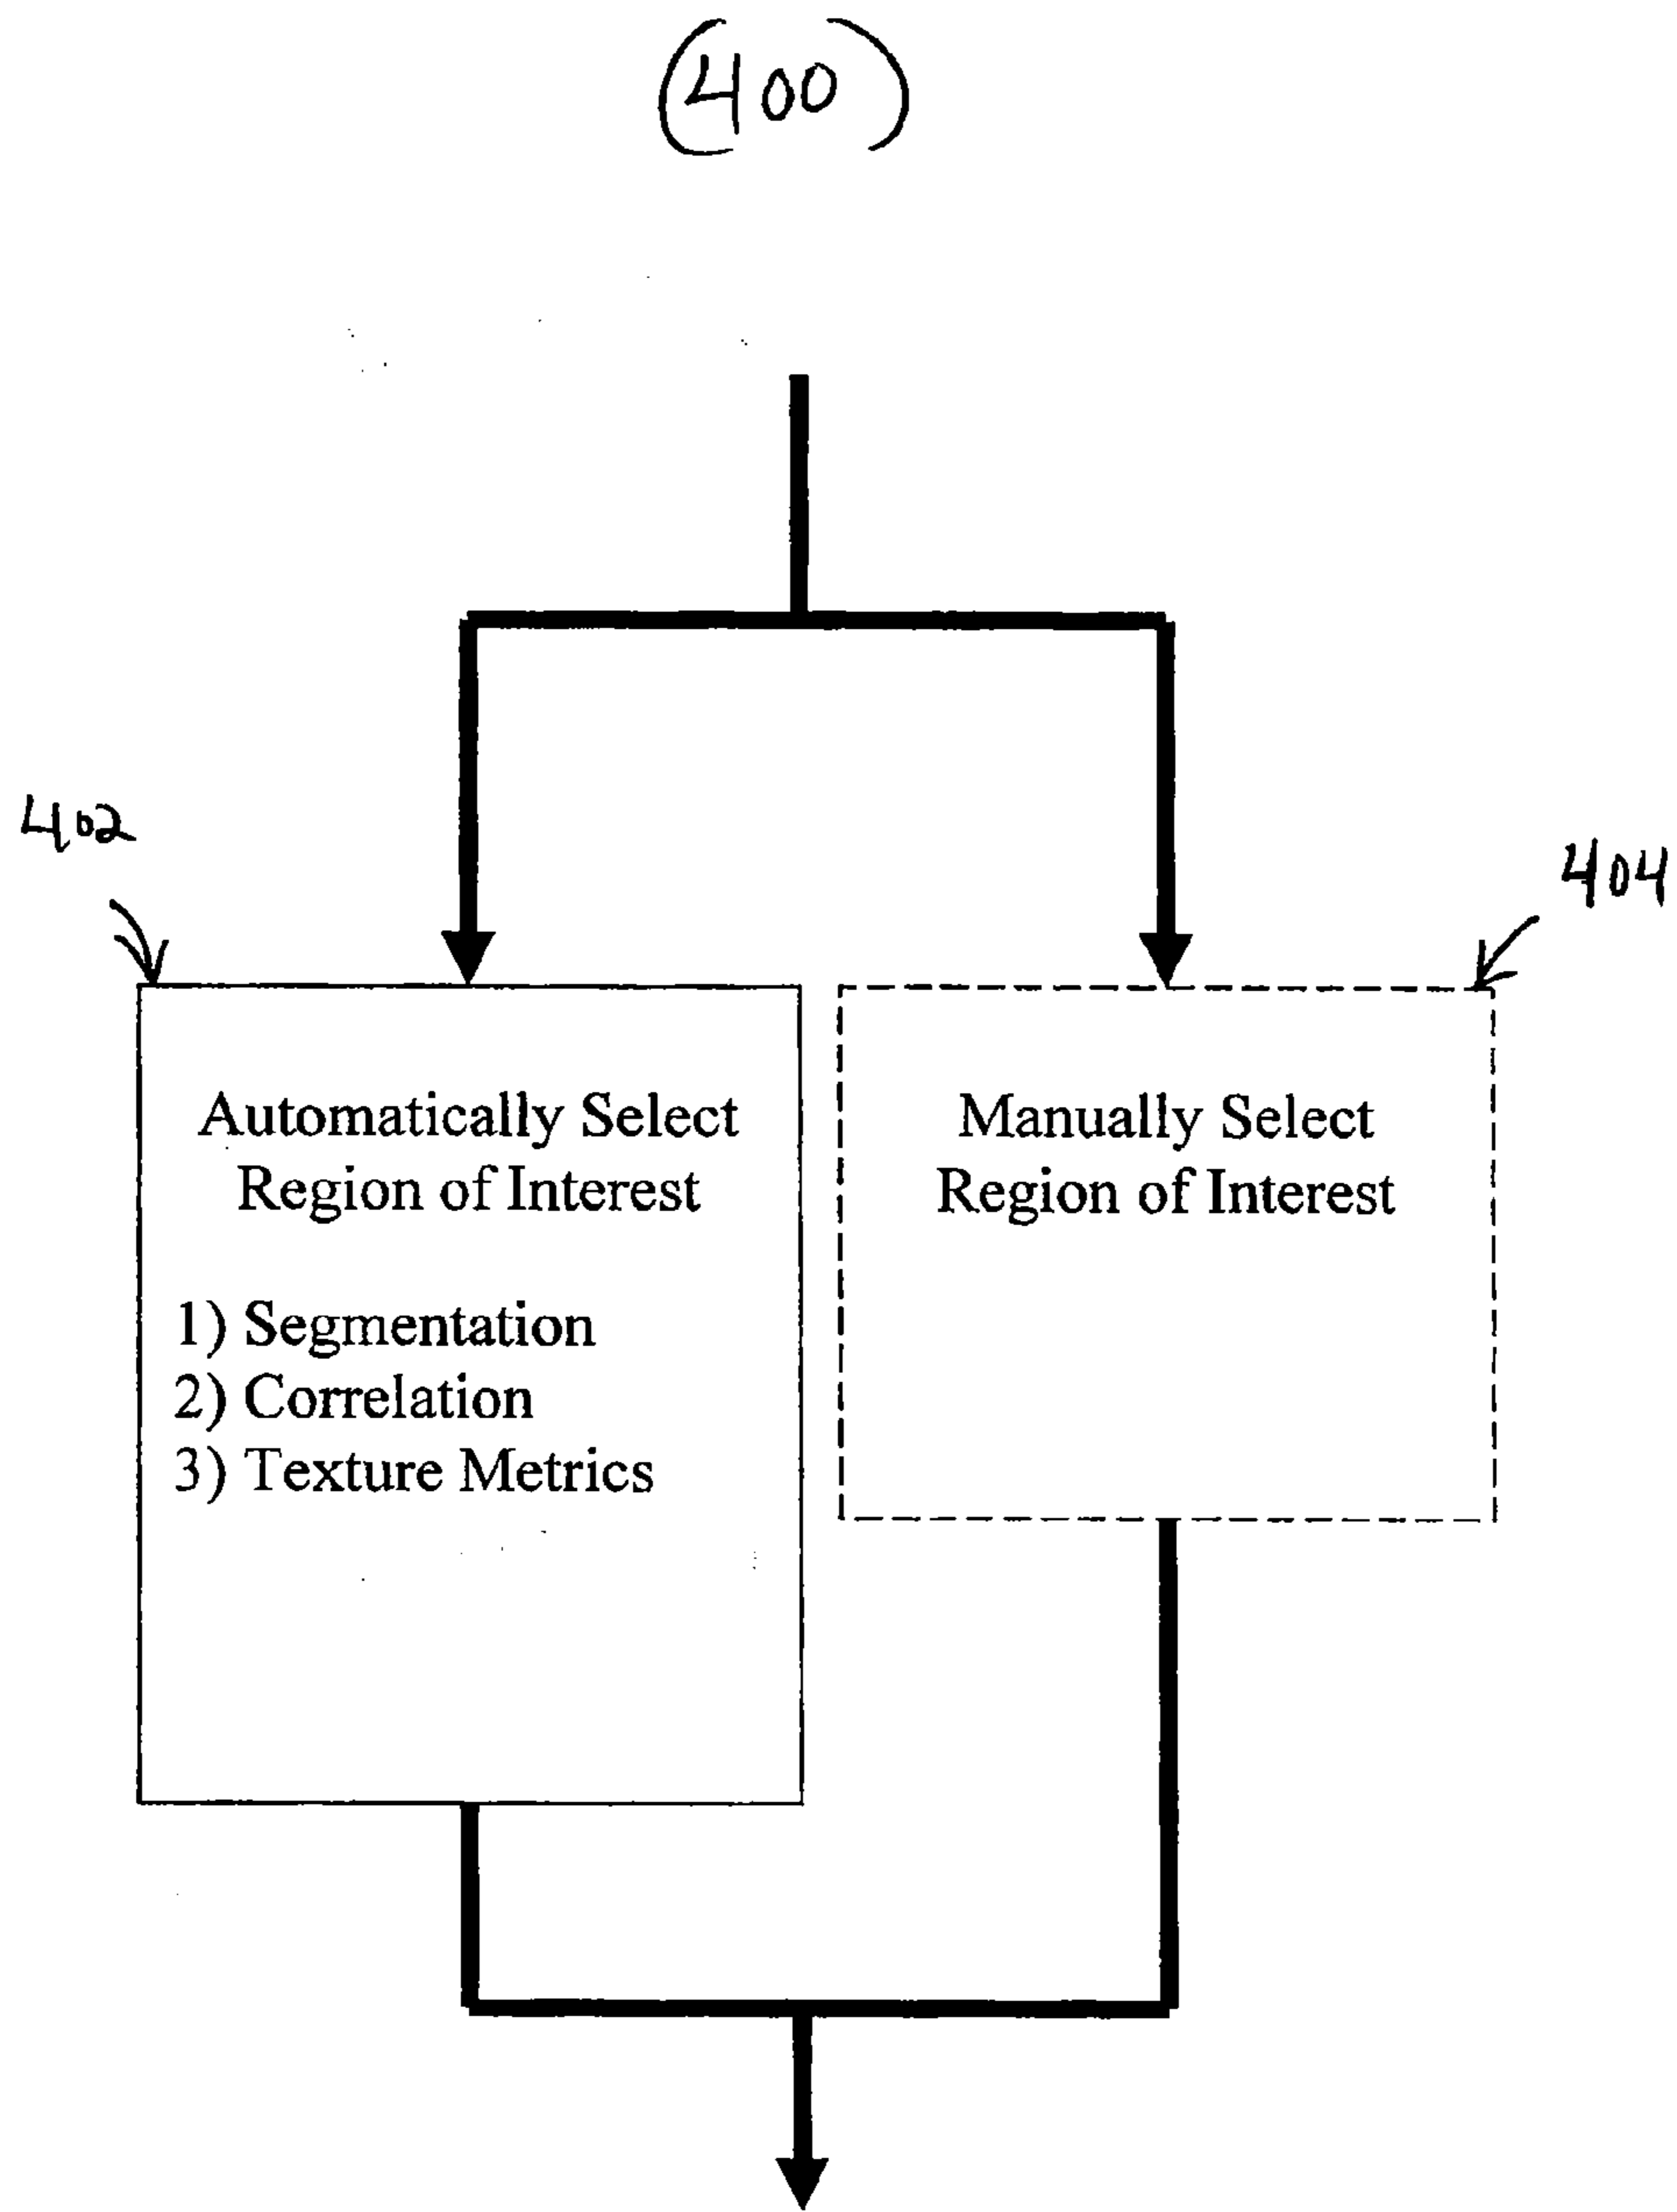 (400)
402
404
Automatically Select
Region of Interest
1) Segmentation
2) Correlation
3) Texture Metrics
Manually Select
Region of Interest